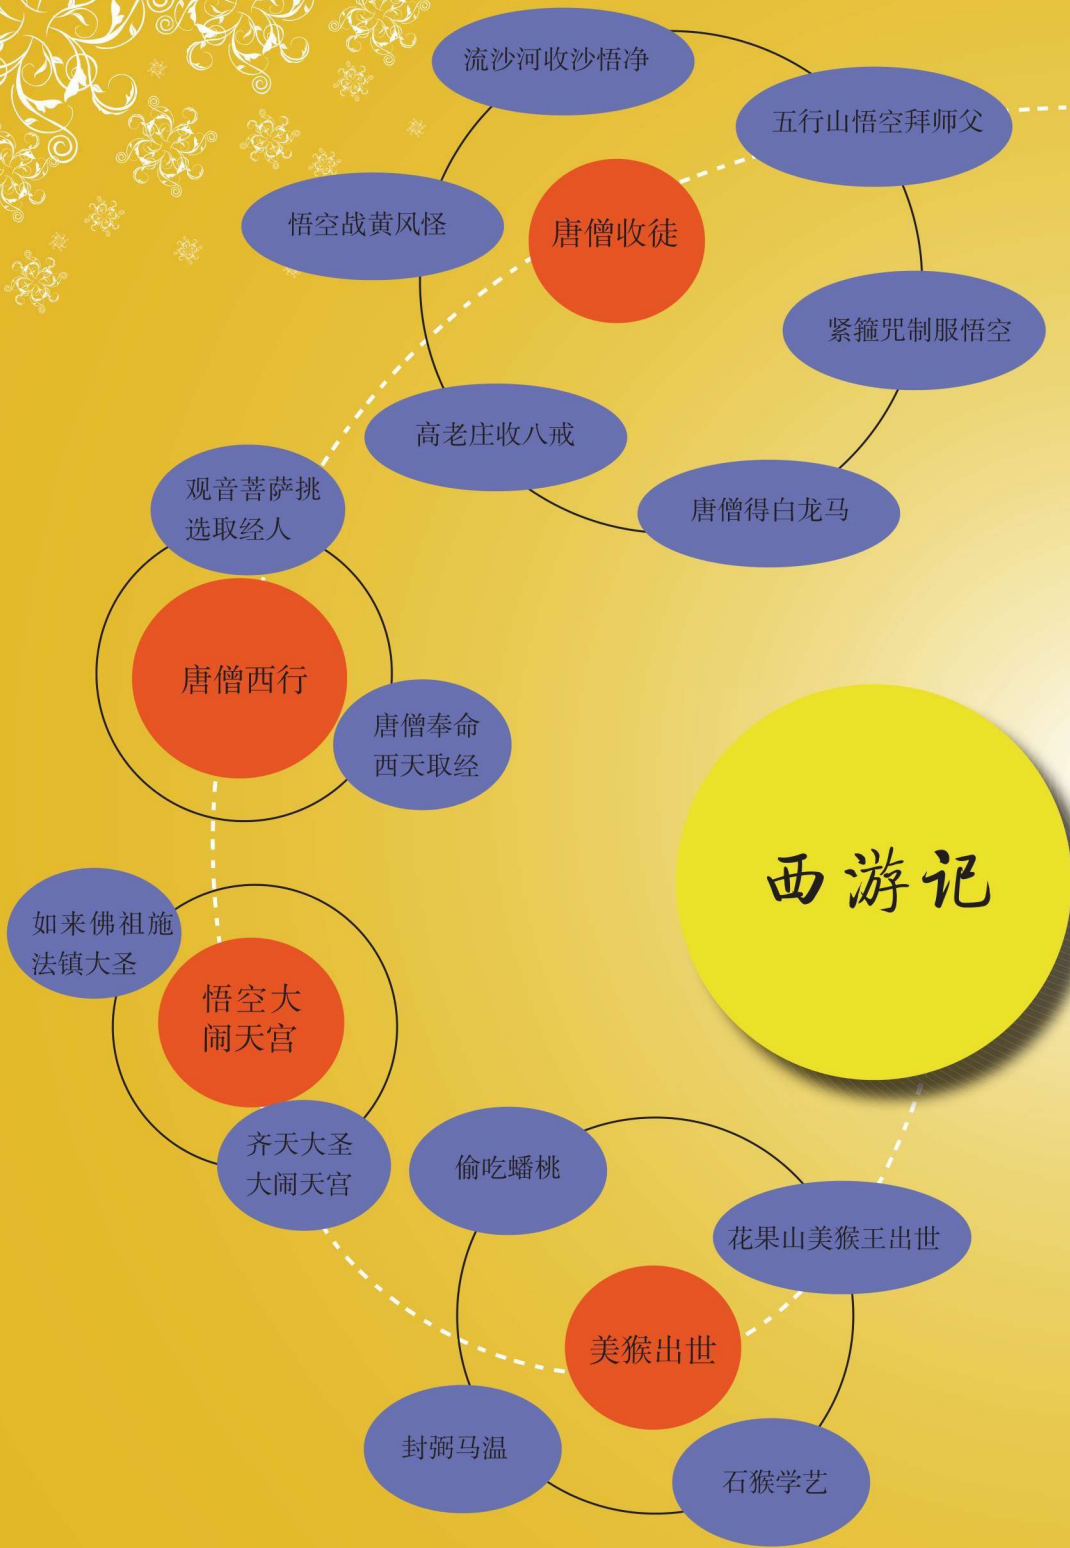 流沙河收沙悟净
五行山悟空拜师父
悟空战黄风怪
唐僧收徒
紧箍咒制服悟空
高老庄收八戒
唐僧得白龙马
观音菩萨挑
选取经人
唐僧西行
唐僧奉命
西天取经
西游记
如来佛祖施
法镇大圣
悟空大
闹天宫
齐天大圣
大闹天宫
偷吃蟠桃
花果山美猴王出世
美猴出世
封弼马温
石猴学艺